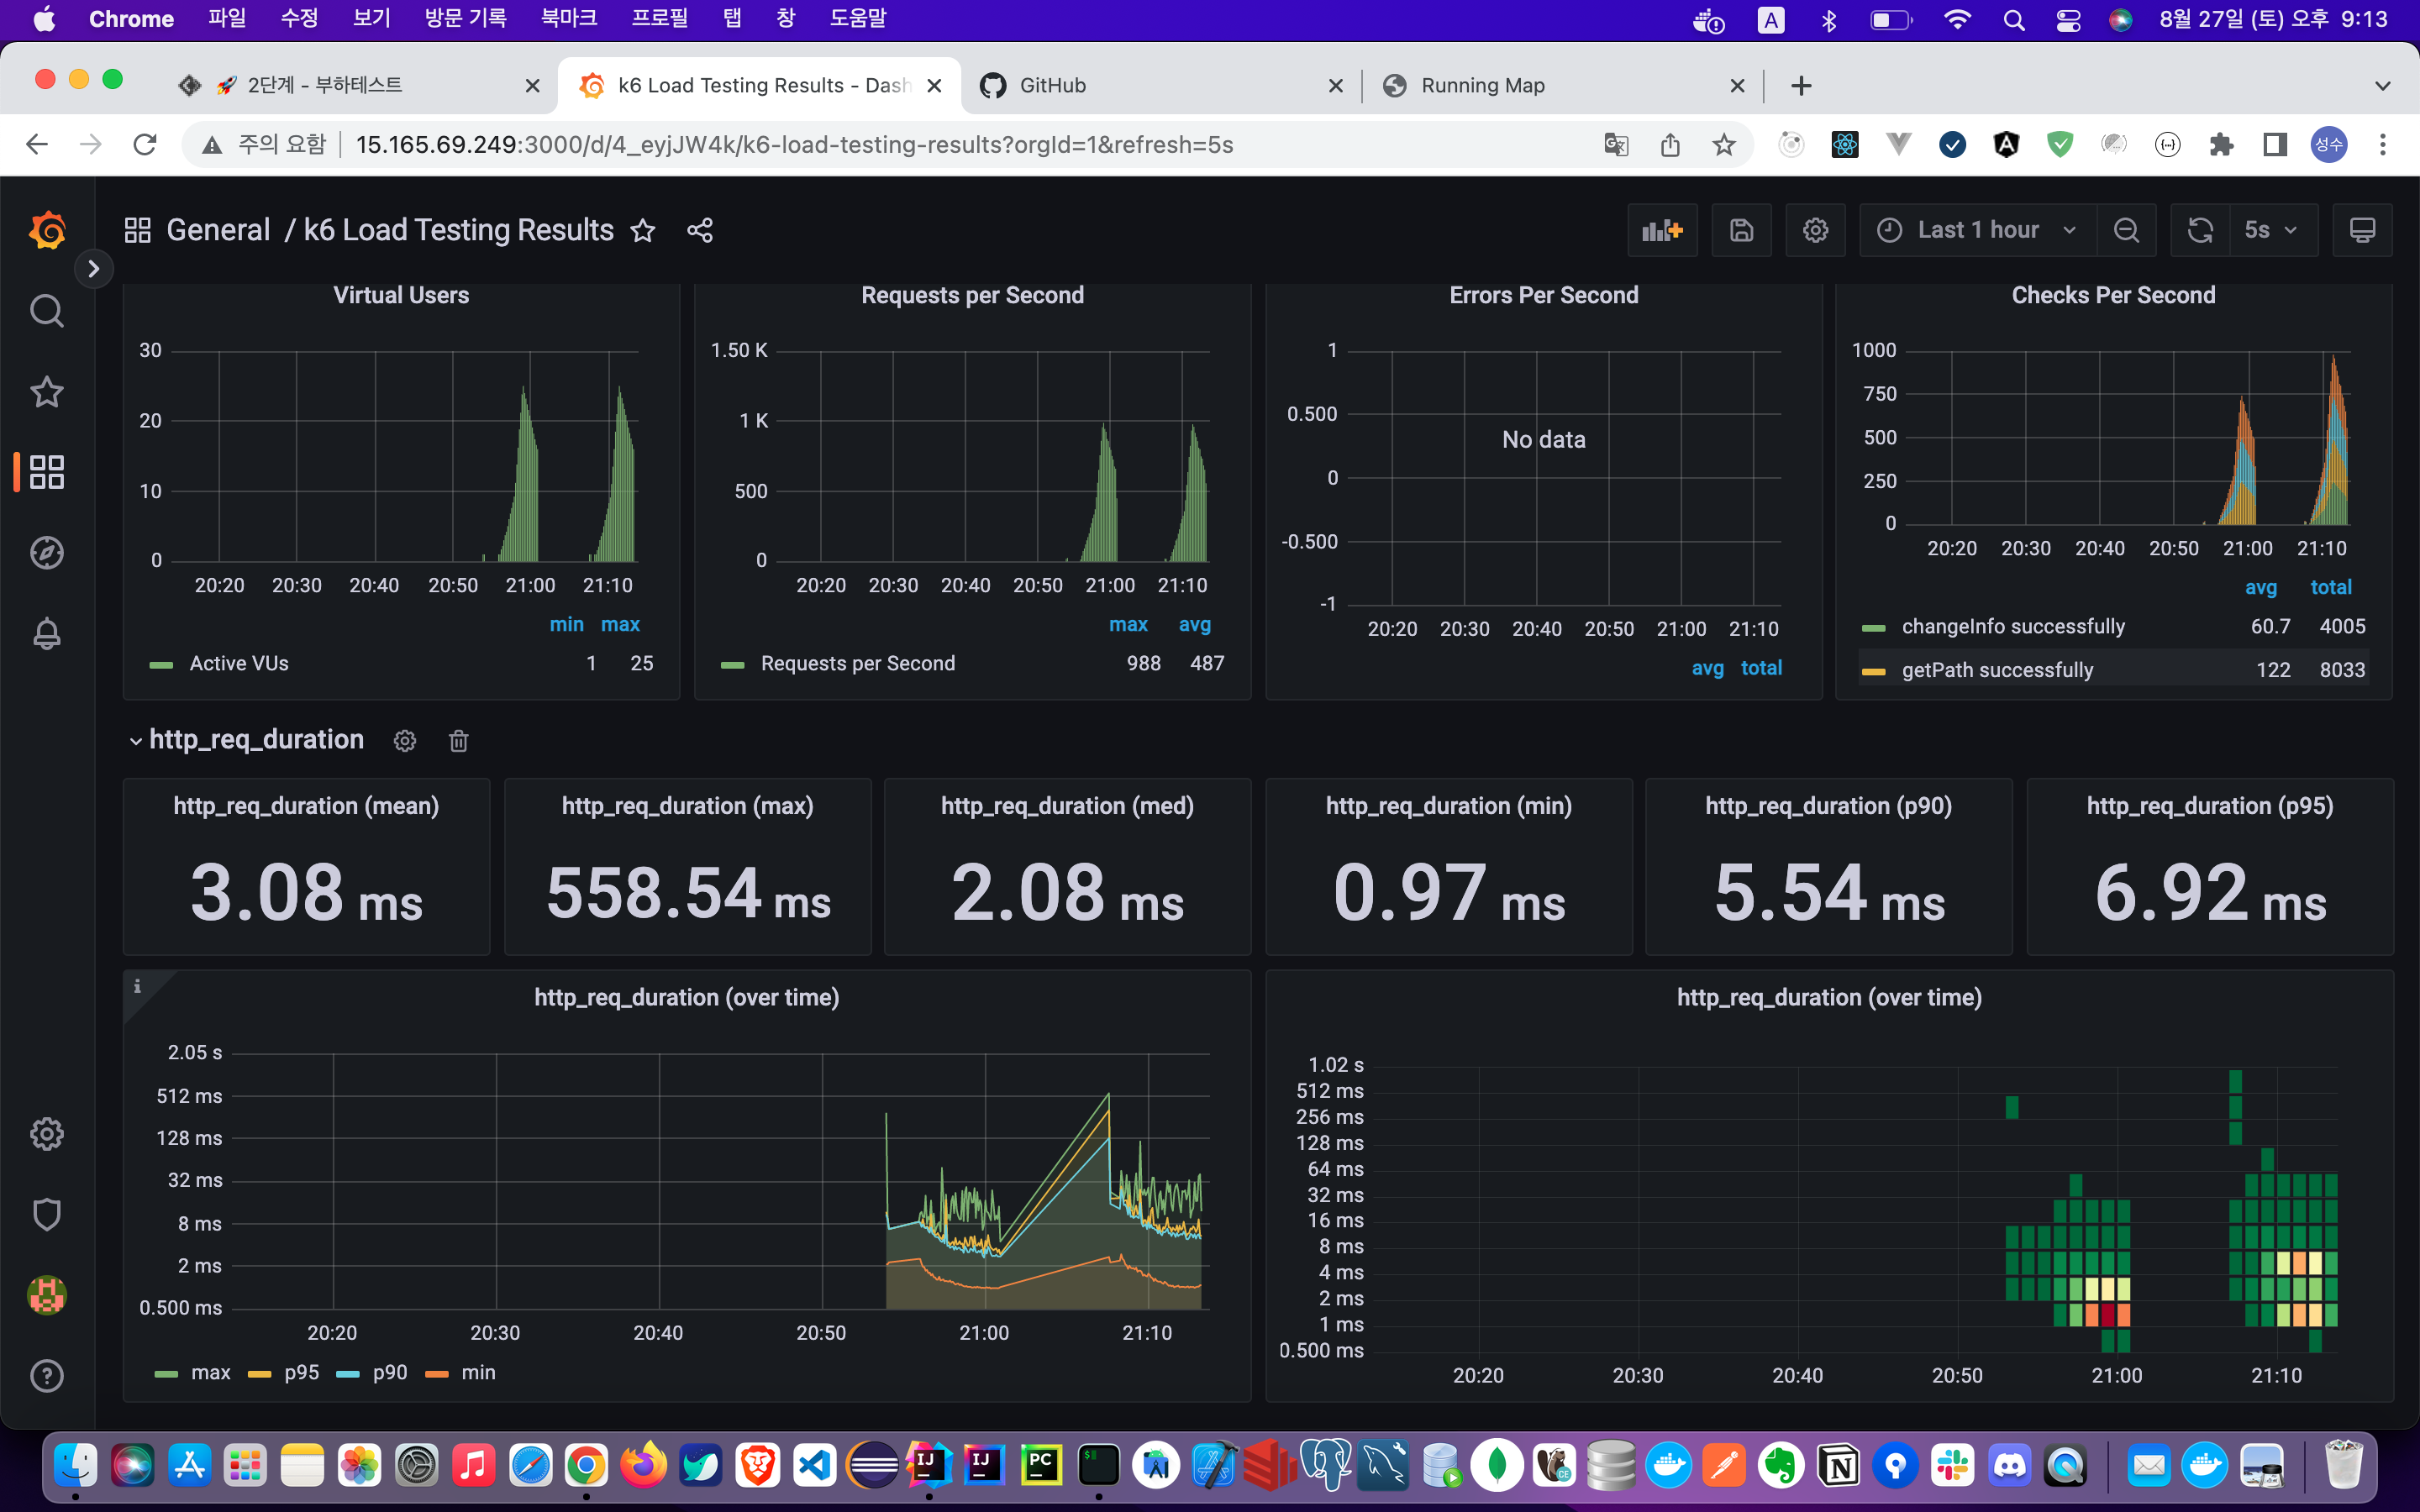 Chrome 파일 수정 보기 방문 기록 북마크 프로필 탭 창 도움말 A 8월 27일 (토) 오후 9:13
🚀 2단계 - 부하테스트
k6 Load Testing Results - Dash
GitHub
Running Map
주의 요함 15.165.69.249:3000/d/4_eyjJW4k/k6-load-testing-results?orgId=1&refresh=5s
성수
General / k6 Load Testing Results
Last 1 hour
5s
Virtual Users
30
20
10
0
20:20 20:30 20:40 20:50 21:00 21:10
min max
Active VUs 1 25
Requests per Second
1.50 K
1 K
500
0
20:20 20:30 20:40 20:50 21:00 21:10
max avg
Requests per Second 988 487
Errors Per Second
1
0.500
0
-0.500
-1
No data
20:20 20:30 20:40 20:50 21:00 21:10
avg total
Checks Per Second
1000
750
500
250
0
20:20 20:30 20:40 20:50 21:00 21:10
avg total
changeInfo successfully 60.7 4005
getPath successfully 122 8033
http_req_duration
http_req_duration (mean)
3.08 ms
http_req_duration (max)
558.54 ms
http_req_duration (med)
2.08 ms
http_req_duration (min)
0.97 ms
http_req_duration (p90)
5.54 ms
http_req_duration (p95)
6.92 ms
http_req_duration (over time)
2.05 s
512 ms
128 ms
32 ms
8 ms
2 ms
0.500 ms
20:20 20:30 20:40 20:50 21:00 21:10
max p95 p90 min
http_req_duration (over time)
1.02 s
512 ms
256 ms
128 ms
64 ms
32 ms
16 ms
8 ms
4 ms
2 ms
1 ms
0.500 ms
20:20 20:30 20:40 20:50 21:00 21:10
IJ IJ PC